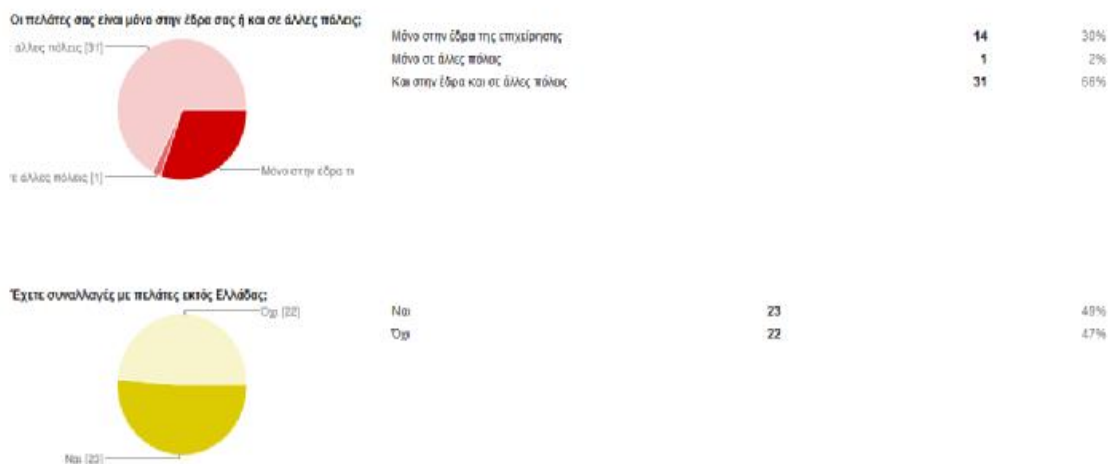 Οι πελάτες σας είναι μόνο στην έδρα σας ή και σε άλλες πόλεις;
άλλες πόλεις [31]
ε άλλες πόλεις [1]
Μόνο στην έδρα τη
Μόνο στην έδρα της επιχείρησης 14 30%
Μόνο σε άλλες πόλεις 1 2%
Και στην έδρα και σε άλλες πόλεις 31 66%
Έχετε συναλλαγές με πελάτες εκτός Ελλάδας;
Όχι [22]
Ναι [23]
Ναι 23 49%
Όχι 22 47%